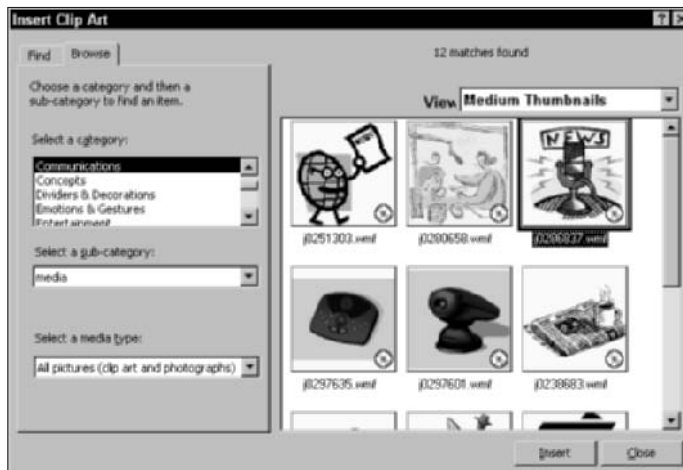 Insert Clip Art
Find
Browse
12 matches found
Choose a category and then a
sub-category to find an item.
View
Medium Thumbnails
Select a category:
Communications
Concepts
Dividers & Decorations
Emotions & Gestures
Entertainment
NEWS
j0251303.wmf
j0280658.wmf
j0286837.wmf
Select a sub-category:
media
Select a media type:
All pictures (clip art and photographs)
j0297635.wmf
j0297601.wmf
j0238683.wmf
Insert
Close